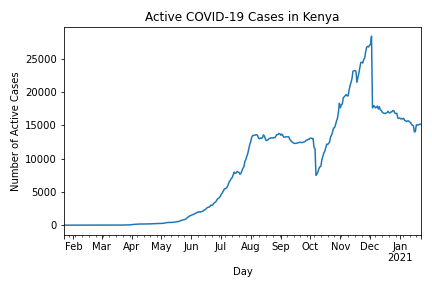 Active COVID-19 Cases in Kenya
Number of Active Cases
25000
20000
15000
10000
5000
0
Feb Mar Apr May Jun Jul Aug Sep Oct Nov Dec Jan
2021
Day